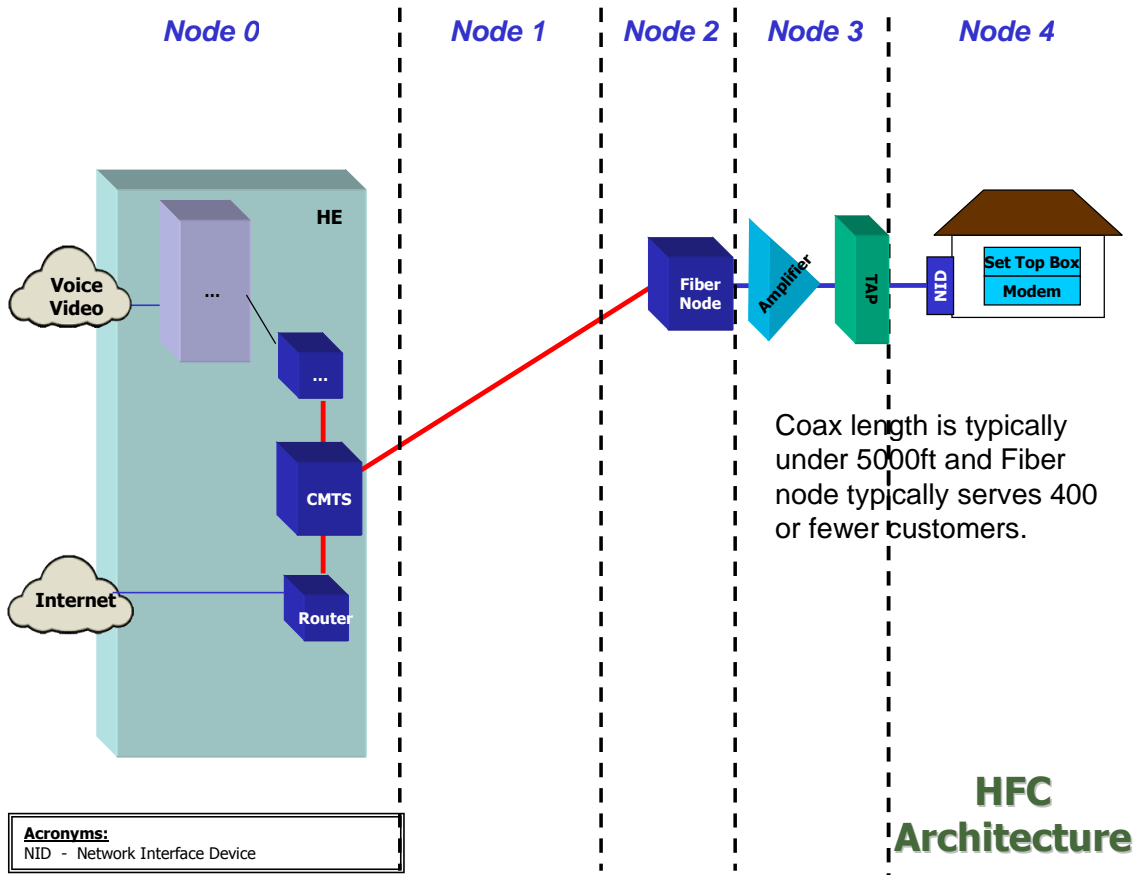 Node 0
Node 1
Node 2
Node 3
Node 4
HE
Voice
Video
...
...
CMTS
Internet
Router
Fiber
Node
Amplifier
TAP
NID
Set Top Box
Modem
Coax length is typically
under 5000ft and Fiber
node typically serves 400
or fewer customers.
HFC
Architecture
Acronyms:
NID - Network Interface Device